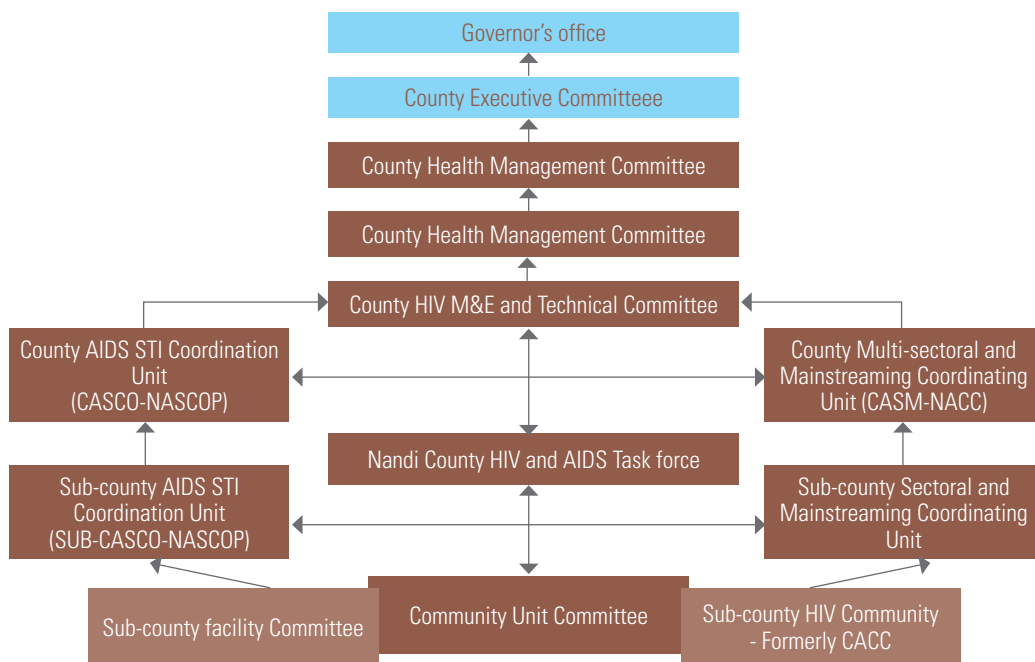 Governor's office
County Executive Committeee
County Health Management Committee
County Health Management Committee
County HIV M&E and Technical Committee
County AIDS STI Coordination
Unit
(CASCO-NASCOP)
County Multi-sectoral and
Mainstreaming Coordinating
Unit (CASM-NACC)
Nandi County HIV and AIDS Task force
Sub-county AIDS STI
Coordination Unit
(SUB-CASCO-NASCOP)
Sub-county Sectoral and
Mainstreaming Coordinating
Unit
Sub-county facility Committee
Community Unit Committee
Sub-county HIV Community
- Formerly CACC